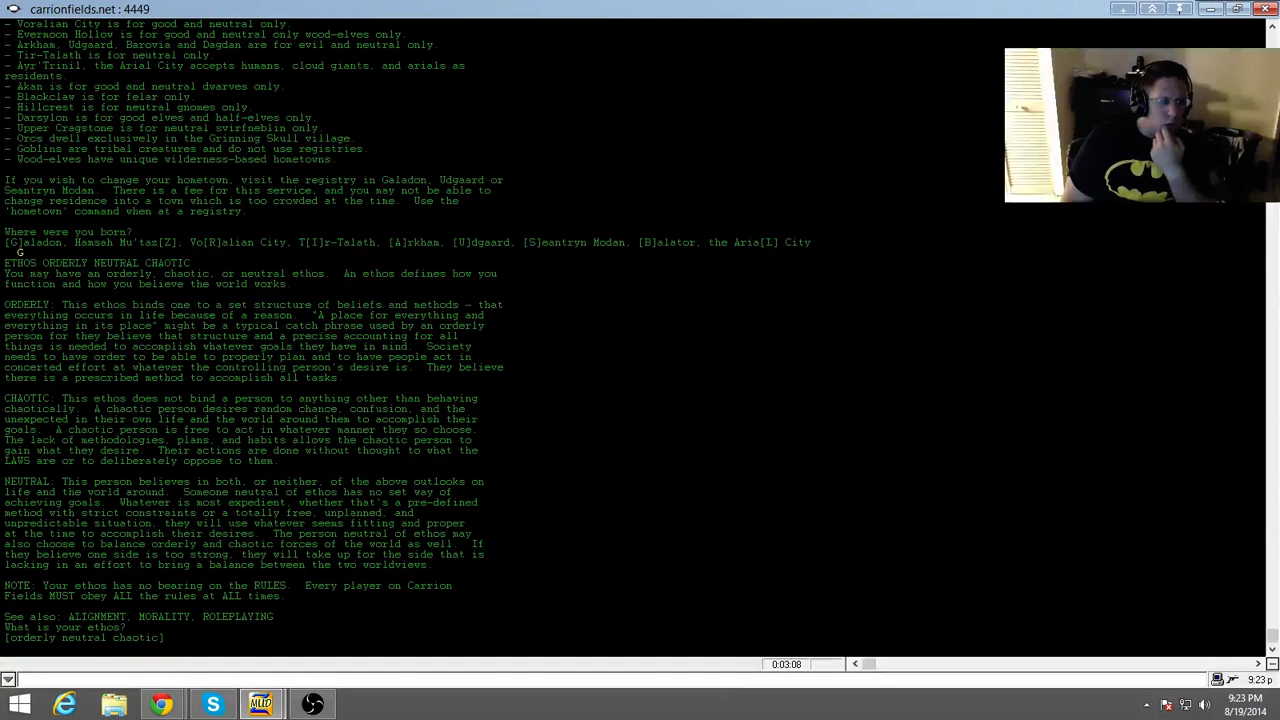 carrionfields.net : 4449
- Voralian City is for good and neutral only.
- Evermoon Hollow is for good and neutral only wood-elves only.
- Arkham, Udgaard, Barovia and Dagdan are for evil and neutral only.
- Tir-Talath is for neutral only.
- Ayr'Trinil, the Arial City accepts humans, cloud giants, and arials as
residents.
- Akan is for good and neutral dwarves only.
- Blackclaw is for felar only.
- Hillcrest is for neutral gnomes only.
- Darsylon is for good elves and half-elves only.
- Upper Cragstone is for neutral svirfneblin only.
- Orcs dwell exclusively in the Grinning Skull village.
- Goblins are tribal creatures and do not use registries.
- Wood-elves have unique wilderness-based hometowns.
If you wish to change your hometown, visit the registry in Galadon, Udgaard or
Seantryn Modan. There is a fee for this service, and you may not be able to
change residence into a town which is too crowded at the time. Use the
'hometown' command when at a registry.
Where were you born?
[G]aladon, Hamsah Mu'taz[Z], Vo[R]alian City, T[I]r-Talath, [A]rkham, [U]dgaard, [S]eantryn Modan, [B]alator, the Aria[L] City
G
ETHOS ORDERLY NEUTRAL CHAOTIC
You may have an orderly, chaotic, or neutral ethos. An ethos defines how you
function and how you believe the world works.
ORDERLY: This ethos binds one to a set structure of beliefs and methods - that
everything occurs in life because of a reason. "A place for everything and
everything in its place" might be a typical catch phrase used by an orderly
person for they believe that structure and a precise accounting for all
things is needed to accomplish whatever goals they have in mind. Society
needs to have order to be able to properly plan and to have people act in
concerted effort at whatever the controlling person's desire is. They believe
there is a prescribed method to accomplish all tasks.
CHAOTIC: This ethos does not bind a person to anything other than behaving
chaotically. A chaotic person desires random chance, confusion, and the
unexpected in their own life and the world around them to accomplish their
goals. A chaotic person is free to act in whatever manner they so choose.
The lack of methodologies, plans, and habits allows the chaotic person to
gain what they desire. Their actions are done without thought to what the
LAWS are or to deliberately oppose to them.
NEUTRAL: This person believes in both, or neither, of the above outlooks on
life and the world around. Someone neutral of ethos has no set way of
achieving goals. Whatever is most expedient, whether that's a pre-defined
method with strict constraints or a totally free, unplanned, and
unpredictable situation, they will use whatever seems fitting and proper
at the time to accomplish their desires. The person neutral of ethos may
also choose to balance orderly and chaotic forces of the world as well. If
they believe one side is too strong, they will take up for the side that is
lacking in an effort to bring a balance between the two worldviews.
NOTE: Your ethos has no bearing on the RULES. Every player on Carrion
Fields MUST obey ALL the rules at ALL times.
See also: ALIGNMENT, MORALITY, ROLEPLAYING
What is your ethos?
[orderly neutral chaotic]
0:03:08
9:23 p
9:23 PM
8/19/2014